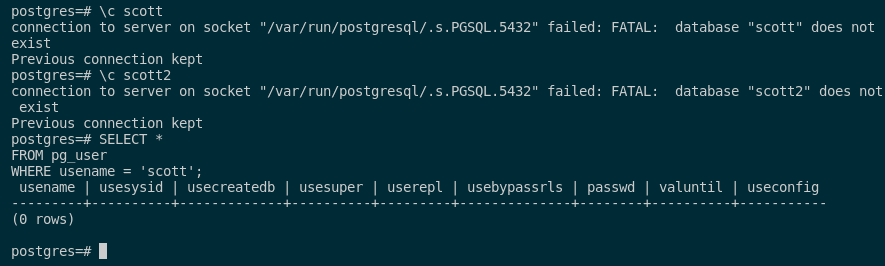 postgres=# \c scott
connection to server on socket "/var/run/postgresql/.s.PGSQL.5432" failed: FATAL:  database "scott" does not
exist
Previous connection kept
postgres=# \c scott2
connection to server on socket "/var/run/postgresql/.s.PGSQL.5432" failed: FATAL:  database "scott2" does not
 exist
Previous connection kept
postgres=# SELECT *
FROM pg_user
WHERE usename = 'scott';
 usename | usesysid | usecreatedb | usesuper | userepl | usebypassrls | passwd | valuntil | useconfig
---------+----------+-------------+----------+---------+--------------+--------+----------+-----------
(0 rows)

postgres=#